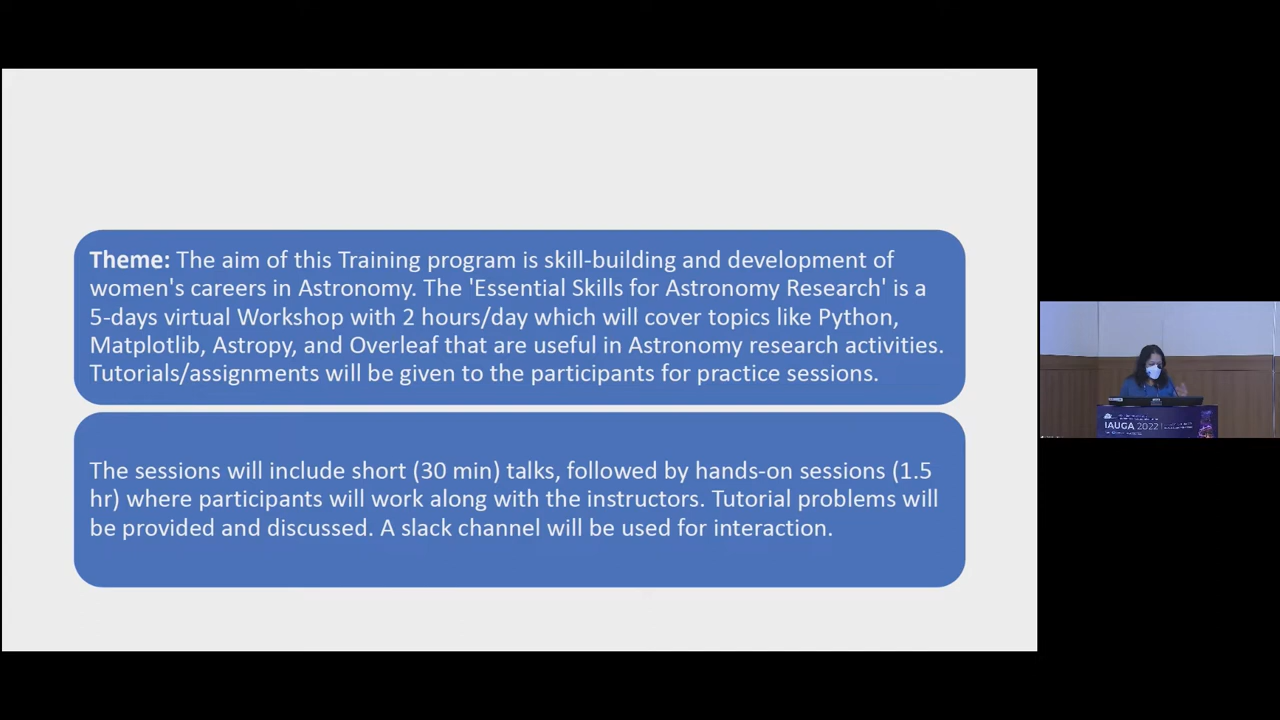 Theme: The aim of this Training program is skill-building and development of
women's careers in Astronomy. The 'Essential Skills for Astronomy Research' is a
5-days virtual Workshop with 2 hours/day which will cover topics like Python,
Matplotlib, Astropy, and Overleaf that are useful in Astronomy research activities.
Tutorials/assignments will be given to the participants for practice sessions.
The sessions will include short (30 min) talks, followed by hands-on sessions (1.5
hr) where participants will work along with the instructors. Tutorial problems will
be provided and discussed. A slack channel will be used for interaction.
IAUGA 2022